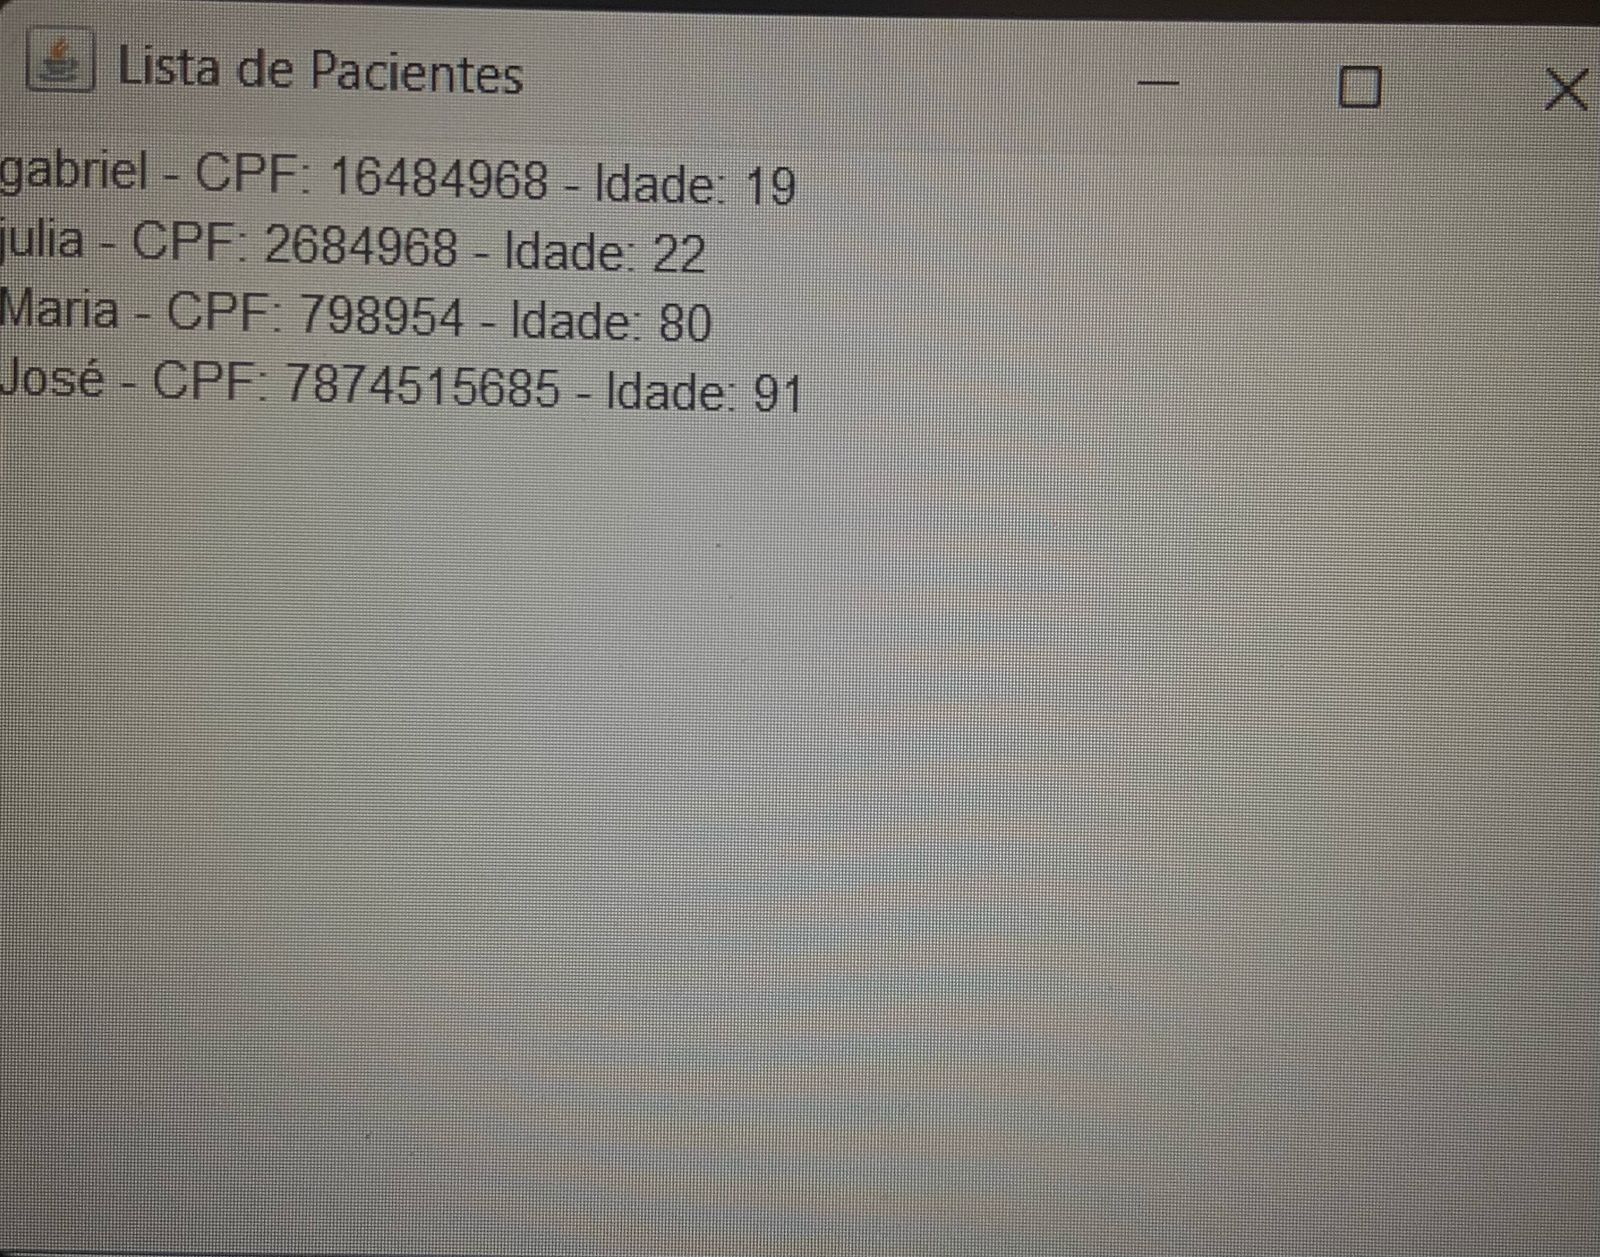 Lista de Pacientes
gabriel - CPF: 16484968 - Idade: 19
julia - CPF: 2684968 - Idade: 22
Maria - CPF: 798954 - Idade: 80
José - CPF: 7874515685 - Idade: 91